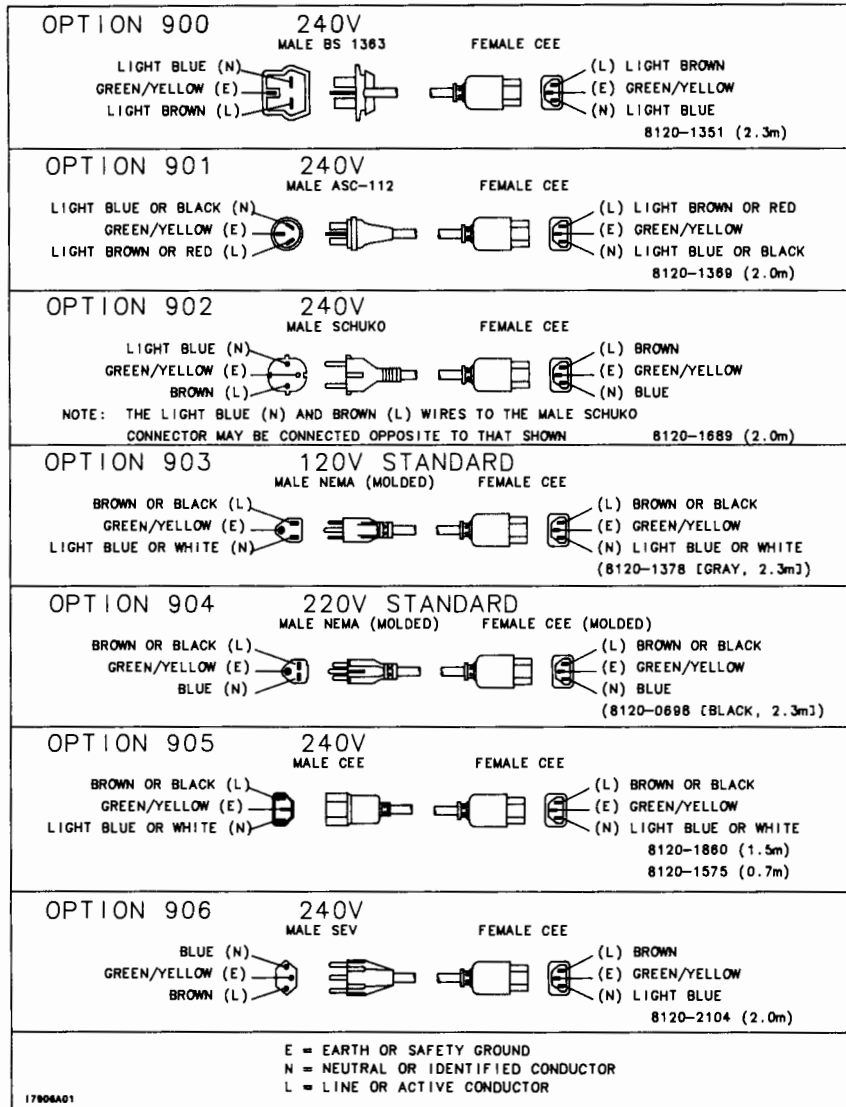 OPTION 900 240V
MALE BS 1363 FEMALE CEE
LIGHT BLUE (N) (L) LIGHT BROWN
GREEN/YELLOW (E) (E) GREEN/YELLOW
LIGHT BROWN (L) (N) LIGHT BLUE
8120-1351 (2.3m)
OPTION 901 240V
MALE ASC-112 FEMALE CEE
LIGHT BLUE OR BLACK (N) (L) LIGHT BROWN OR RED
GREEN/YELLOW (E) (E) GREEN/YELLOW
LIGHT BROWN OR RED (L) (N) LIGHT BLUE OR BLACK
8120-1369 (2.0m)
OPTION 902 240V
MALE SCHUKO FEMALE CEE
LIGHT BLUE (N) (L) BROWN
GREEN/YELLOW (E) (E) GREEN/YELLOW
BROWN (L) (N) BLUE
NOTE: THE LIGHT BLUE (N) AND BROWN (L) WIRES TO THE MALE SCHUKO
CONNECTOR MAY BE CONNECTED OPPOSITE TO THAT SHOWN 8120-1689 (2.0m)
OPTION 903 120V STANDARD
MALE NEMA (MOLDED) FEMALE CEE
BROWN OR BLACK (L) (L) BROWN OR BLACK
GREEN/YELLOW (E) (E) GREEN/YELLOW
LIGHT BLUE OR WHITE (N) (N) LIGHT BLUE OR WHITE
(8120-1378 [GRAY, 2.3m])
OPTION 904 220V STANDARD
MALE NEMA (MOLDED) FEMALE CEE (MOLDED)
BROWN OR BLACK (L) (L) BROWN OR BLACK
GREEN/YELLOW (E) (E) GREEN/YELLOW
BLUE (N) (N) BLUE
(8120-0698 [BLACK, 2.3m])
OPTION 905 240V
MALE CEE FEMALE CEE
BROWN OR BLACK (L) (L) BROWN OR BLACK
GREEN/YELLOW (E) (E) GREEN/YELLOW
LIGHT BLUE OR WHITE (N) (N) LIGHT BLUE OR WHITE
8120-1860 (1.5m)
8120-1575 (0.7m)
OPTION 906 240V
MALE SEV FEMALE CEE
BLUE (N) (L) BROWN
GREEN/YELLOW (E) (E) GREEN/YELLOW
BROWN (L) (N) LIGHT BLUE
8120-2104 (2.0m)
E = EARTH OR SAFETY GROUND
N = NEUTRAL OR IDENTIFIED CONDUCTOR
L = LINE OR ACTIVE CONDUCTOR
17906A01